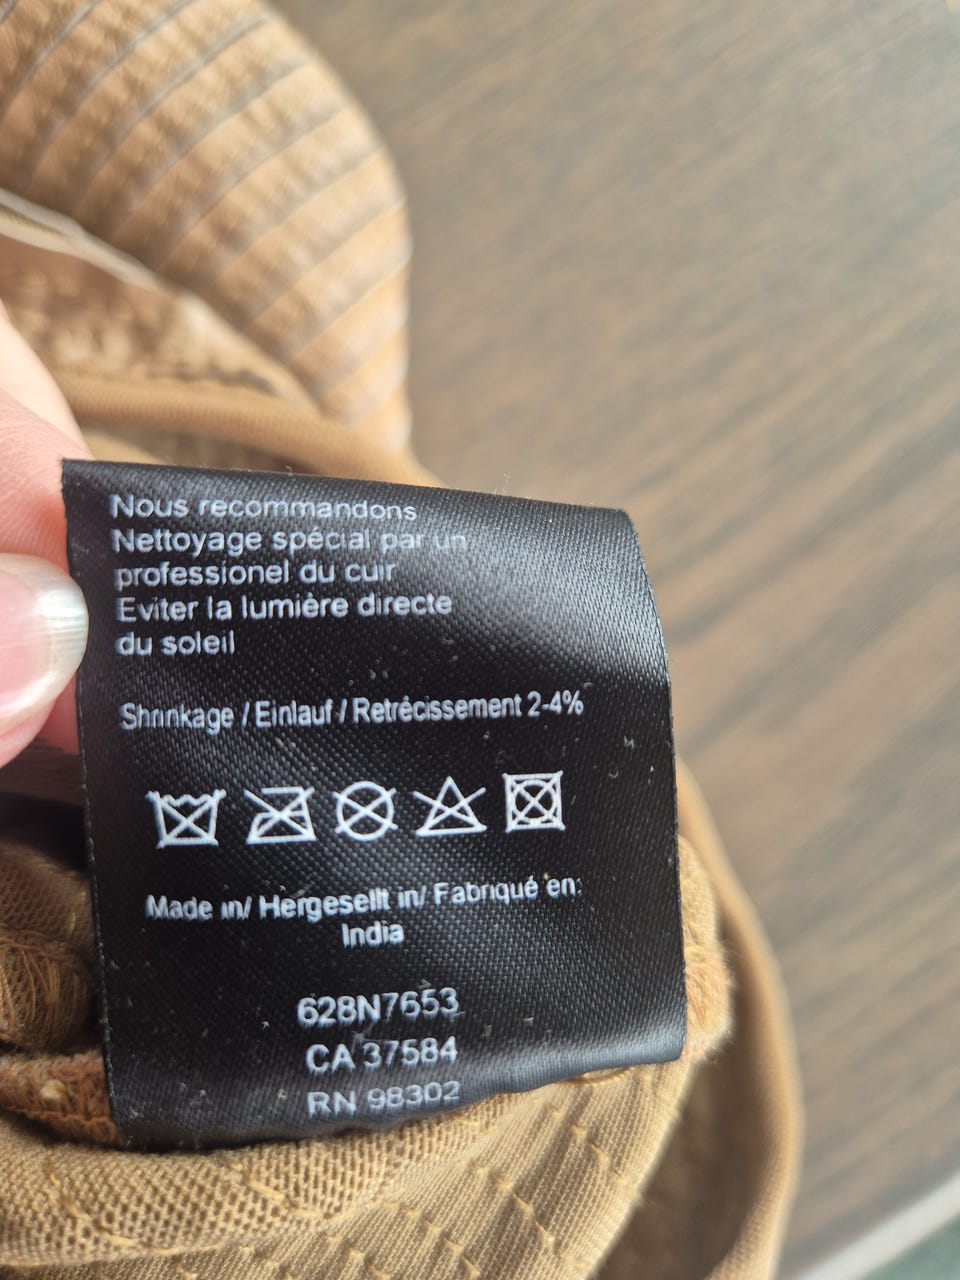 Nous recommandons
Nettoyage spécial par un
professionel du cuir
Eviter la lumière directe
du soleil
Shrinkage / Einlauf / Retrécissement 2-4%
Made in/ Hergesellt in/ Fabriqué en:
India
628N7653
CA 37584
RN 98302